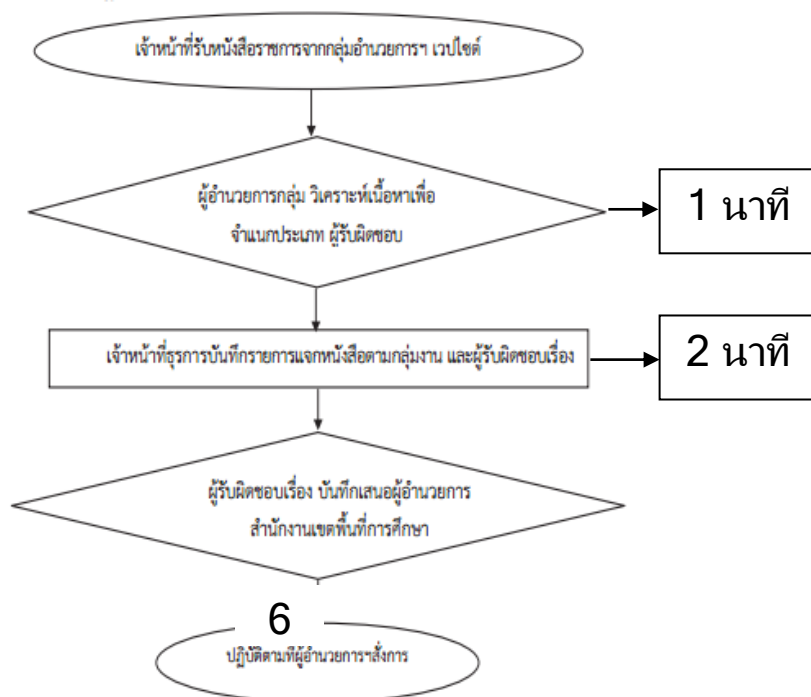 เจ้าหน้าที่รับหนังสือราชการจากกลุ่มอำนวยการฯ เวปไซต์
ผู้อำนวยการกลุ่ม วิเคราะห์เนื้อหาเพื่อ
จำแนกประเภท ผู้รับผิดชอบ
1 นาที
เจ้าหน้าที่ธุรการบันทึกรายการแจกหนังสือตามกลุ่มงาน และผู้รับผิดชอบเรื่อง
2 นาที
ผู้รับผิดชอบเรื่อง บันทึกเสนอผู้อำนวยการ
สำนักงานเขตพื้นที่การศึกษา
6
ปฏิบัติตามที่ผู้อำนวยการฯสั่งการ